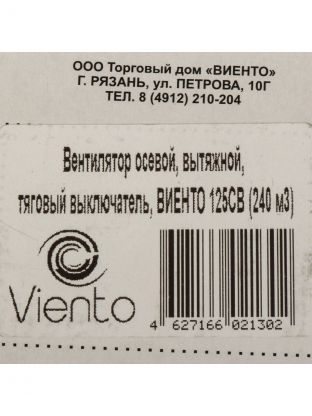 ООО Торговый дом «ВИЕНТО»
Г. РЯЗАНЬ, ул. ПЕТРОВА, 10Г
ТЕЛ. 8 (4912) 210-204
Вентилятор осевой, вытяжной,
тяговый выключатель, ВИЕНТО 125СВ (240 м3)
Viento
4 627166 021302